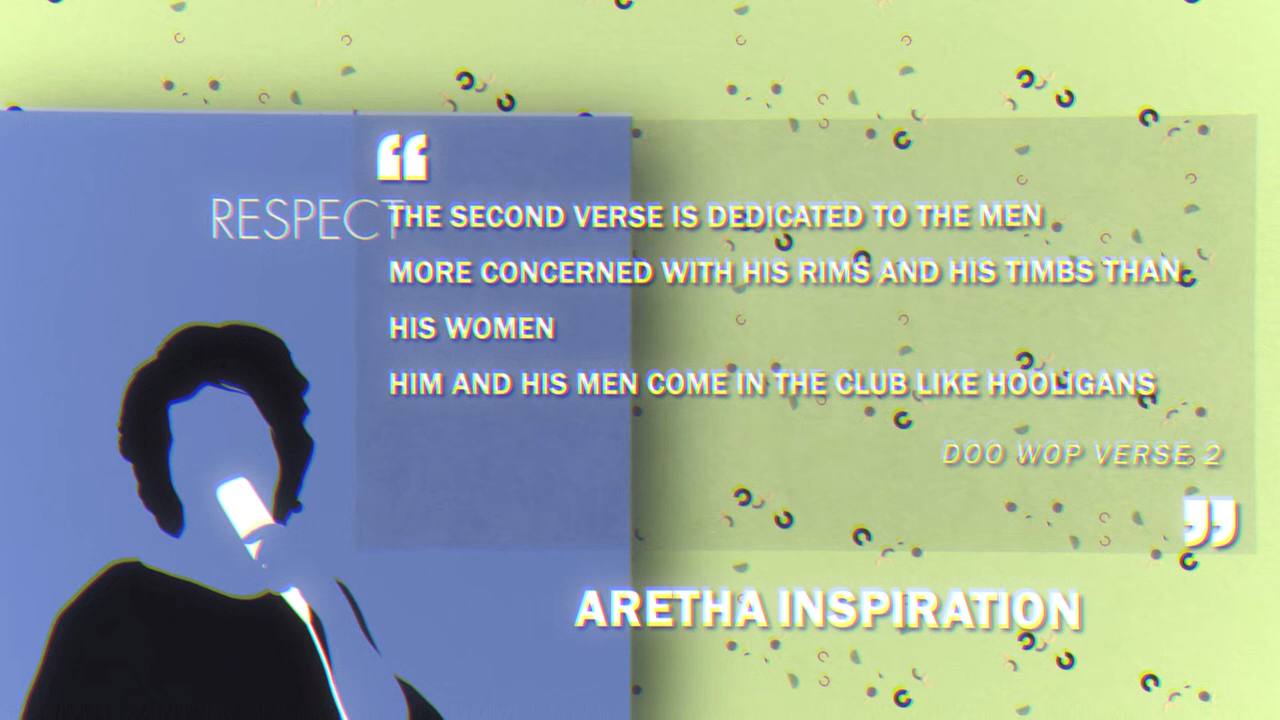 RESPECT
“
THE SECOND VERSE IS DEDICATED TO THE MEN
MORE CONCERNED WITH HIS RIMS AND HIS TIMBS THAN
HIS WOMEN
HIM AND HIS MEN COME IN THE CLUB LIKE HOOLIGANS
DOO WOP VERSE 2
”
ARETHA INSPIRATION